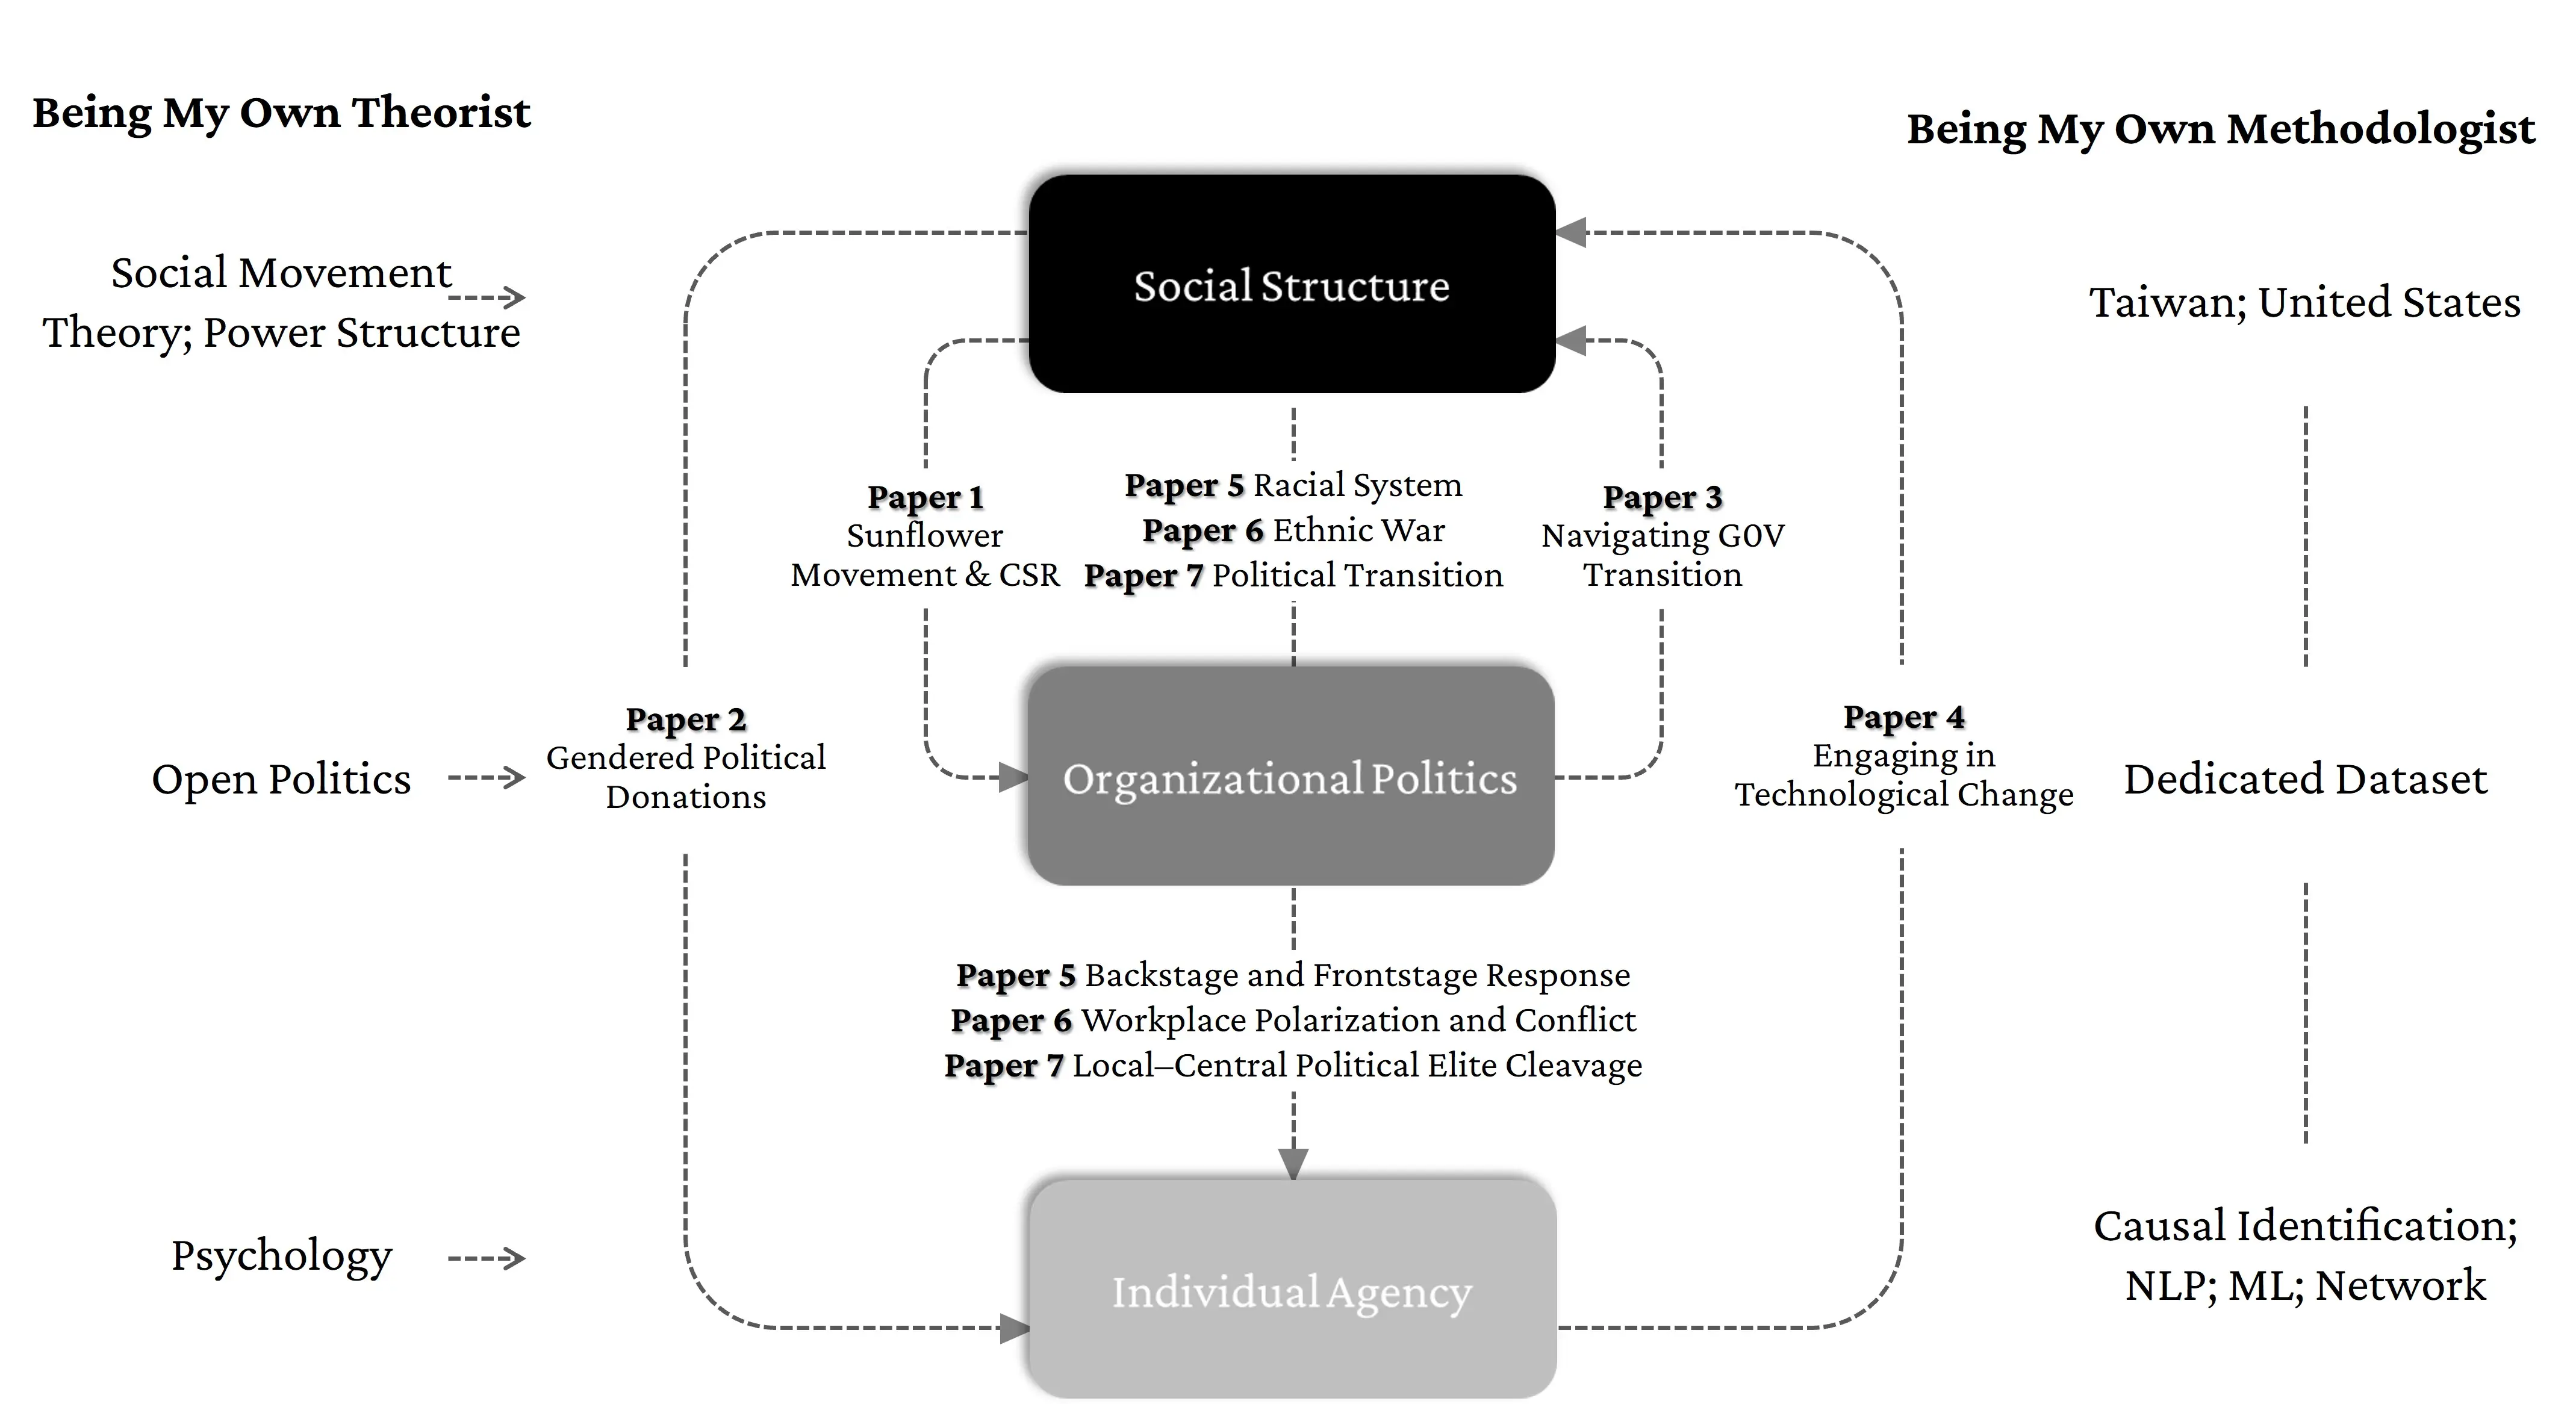 Being My Own Theorist
Being My Own Methodologist
Social Movement
Theory; Power Structure
Social Structure
Taiwan; United States
Paper 1
Sunflower
Movement & CSR
Paper 5 Racial System
Paper 6 Ethnic War
Paper 7 Political Transition
Paper 3
Navigating G0V
Transition
Open Politics
Paper 2
Gendered Political
Donations
Organizational Politics
Paper 4
Engaging in
Technological Change
Dedicated Dataset
Paper 5 Backstage and Frontstage Response
Paper 6 Workplace Polarization and Conflict
Paper 7 Local–Central Political Elite Cleavage
Psychology
Individual Agency
Causal Identification;
NLP; ML; Network